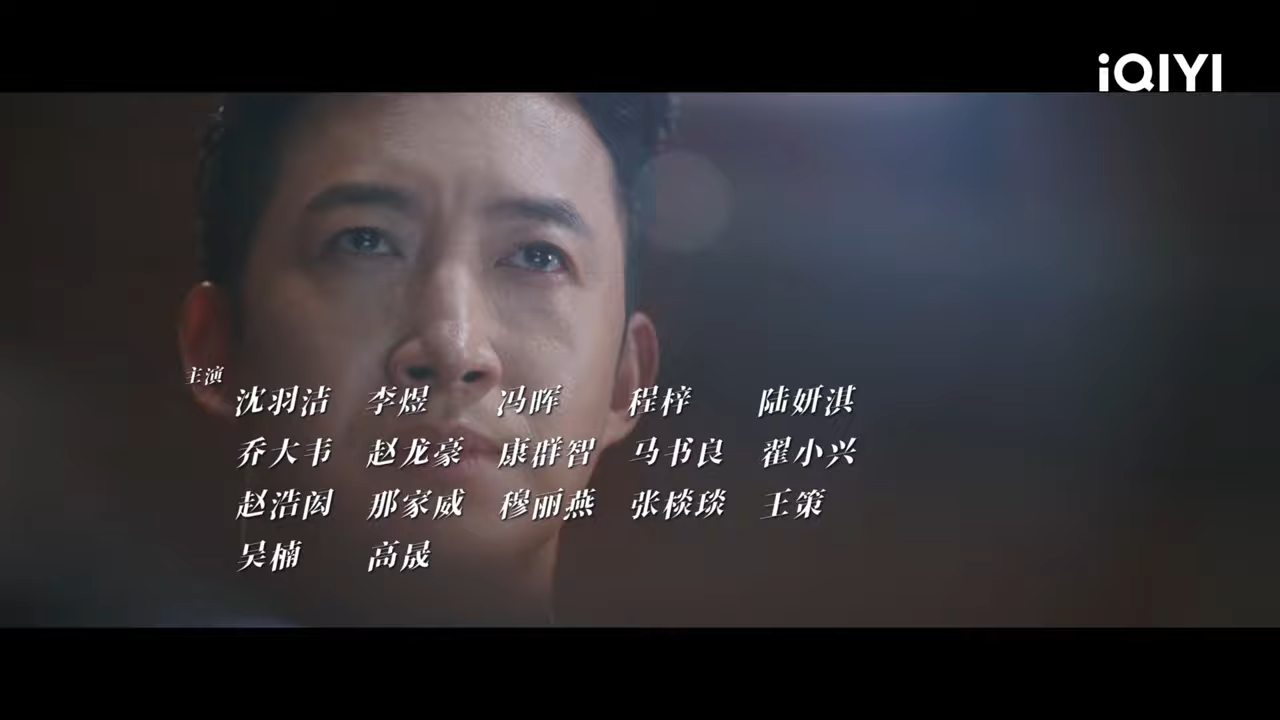 iQIYI
主演
沈羽洁 李煜 冯晖 程梓 陆妍淇
乔大韦 赵龙豪 康群智 马书良 翟小兴
赵浩闳 那家威 穆丽燕 张棪琰 王策
吴楠 高晟